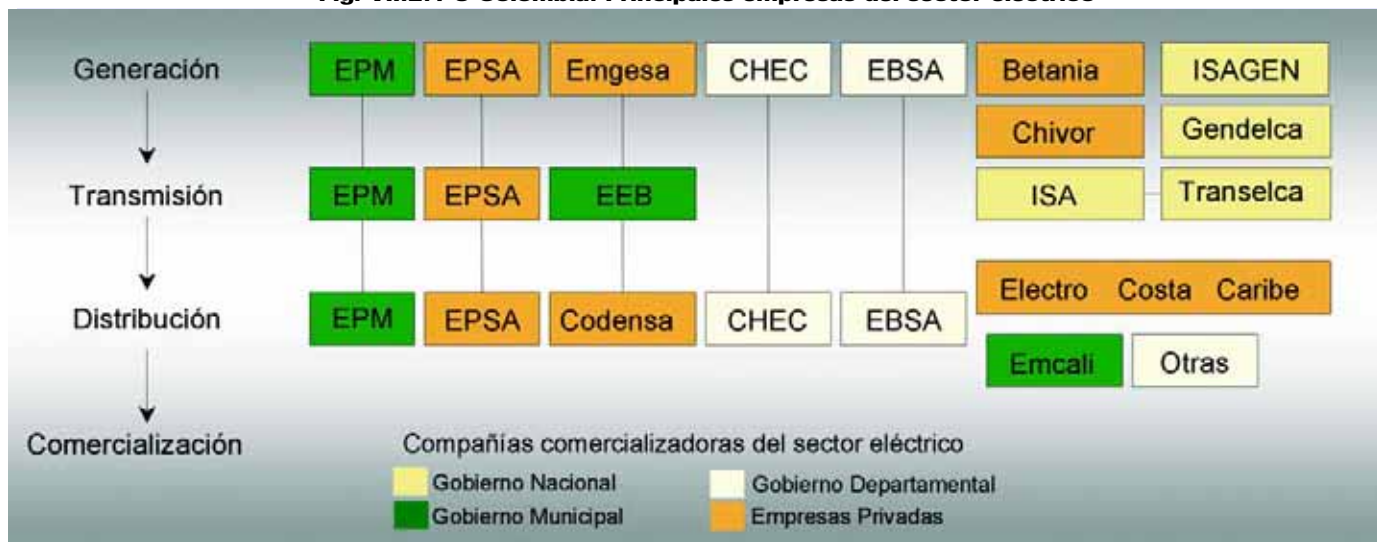 Generación EPM EPSA Emgesa CHEC EBSA Betania ISAGEN
Chivor Gendelca
Transmisión EPM EPSA EEB ISA Transelca
Electro Costa Caribe
Distribución EPM EPSA Codensa CHEC EBSA
Emcali Otras
Comercialización Compañías comercializadoras del sector eléctrico
Gobierno Nacional Gobierno Departamental
Gobierno Municipal Empresas Privadas